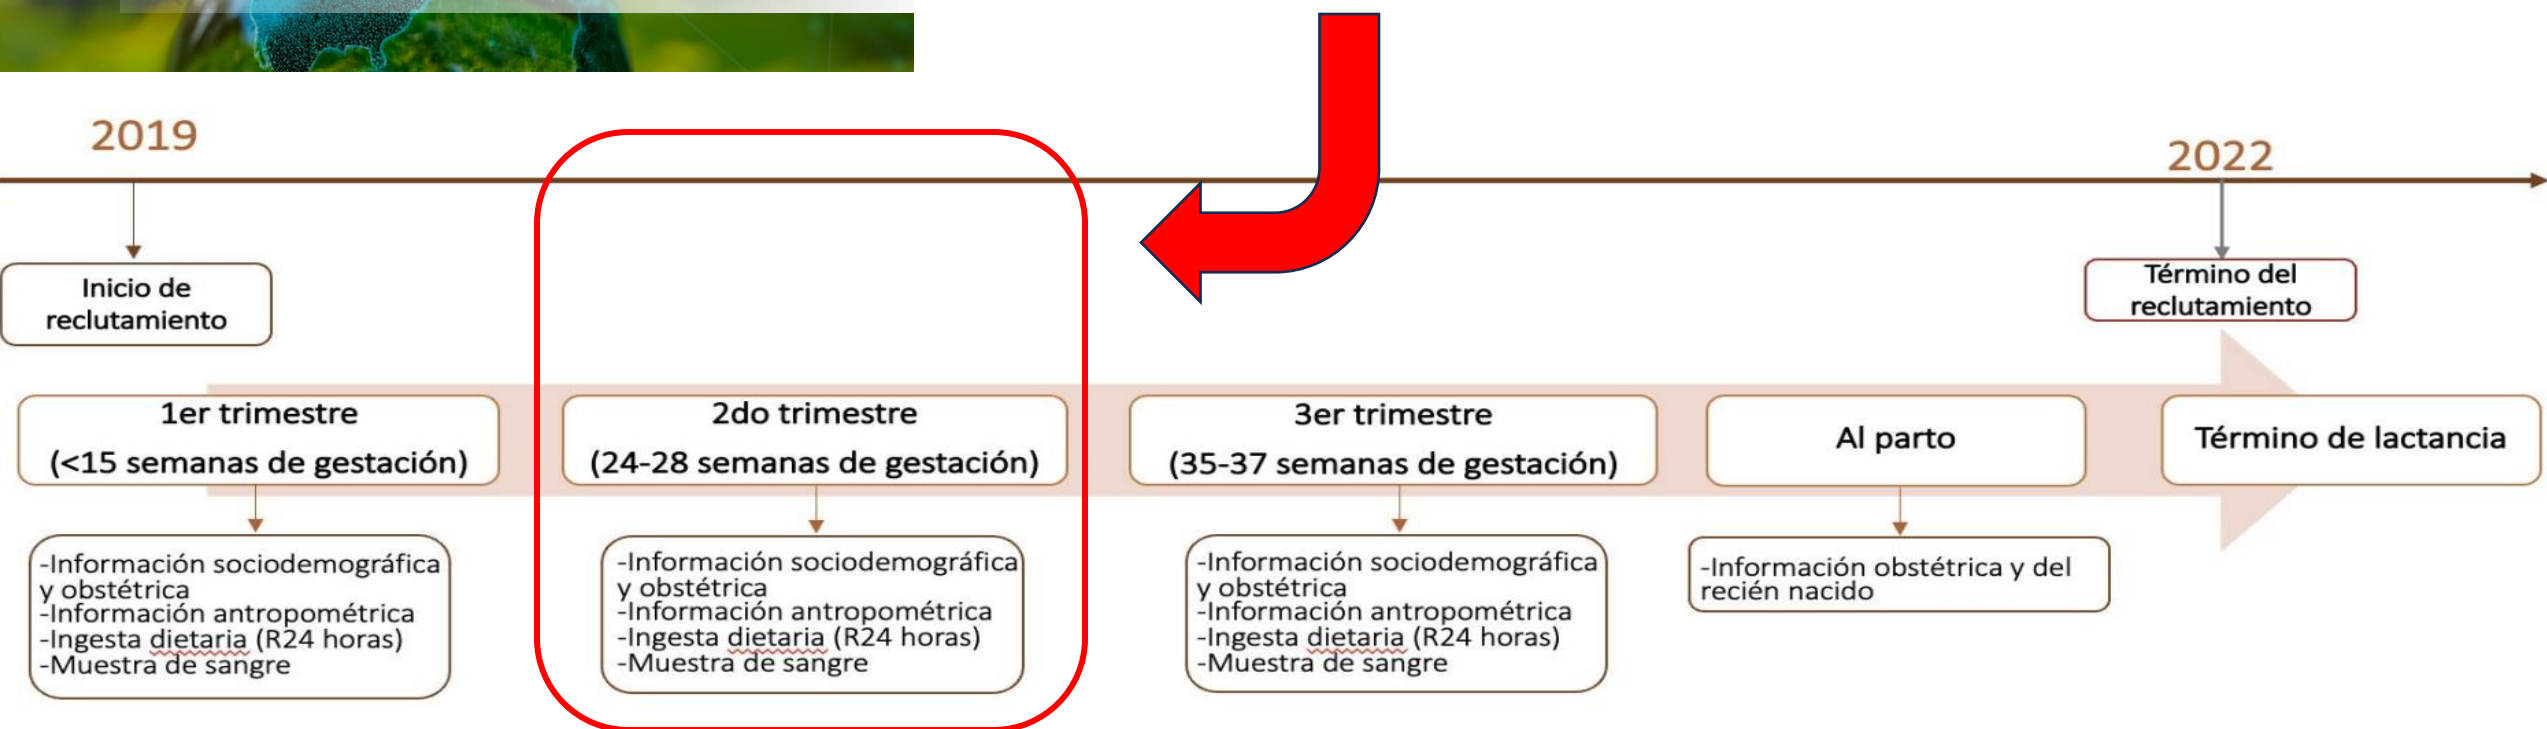 2019
2022
Inicio de
reclutamiento
Término del
reclutamiento
1er trimestre
(<15 semanas de gestación)
2do trimestre
(24-28 semanas de gestación)
3er trimestre
(35-37 semanas de gestación)
Al parto
Término de lactancia
-Información sociodemográfica
y obstétrica
-Información antropométrica
-Ingesta dietaria (R24 horas)
-Muestra de sangre
-Información sociodemográfica
y obstétrica
-Información antropométrica
-Ingesta dietaria (R24 horas)
-Muestra de sangre
-Información sociodemográfica
y obstétrica
-Información antropométrica
-Ingesta dietaria (R24 horas)
-Muestra de sangre
-Información obstétrica y del
recién nacido